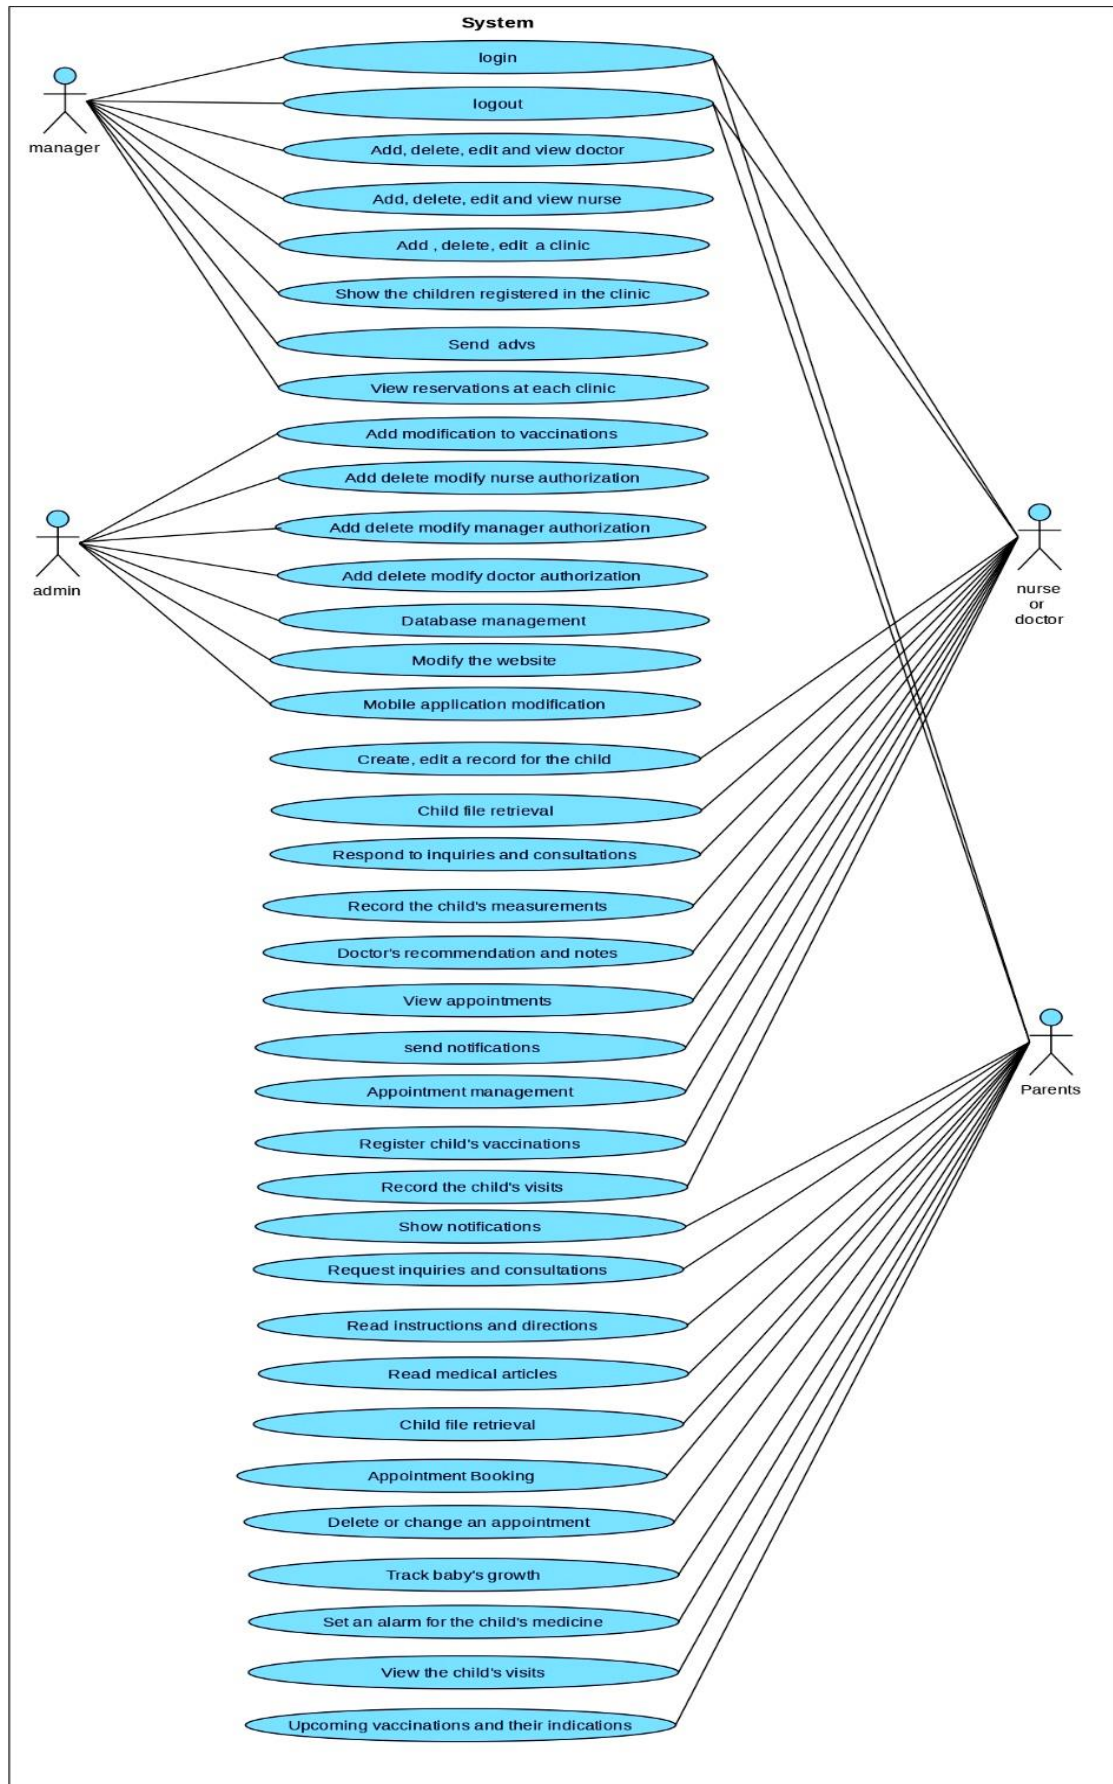 System
login
manager
logout
Add, delete, edit and view doctor
Add, delete, edit and view nurse
Add , delete, edit a clinic
Show the children registered in the clinic
Send advs
View reservations at each clinic
Add modification to vaccinations
Add delete modify nurse authorization
Add delete modify manager authorization
admin
Add delete modify doctor authorization
nurse
or
doctor
Database management
Modify the website
Mobile application modification
Create, edit a record for the child
Child file retrieval
Respond to inquiries and consultations
Record the child's measurements
Doctor's recommendation and notes
View appointments
send notifications
Appointment management
Parents
Register child's vaccinations
Record the child's visits
Show notifications
Request inquiries and consultations
Read instructions and directions
Read medical articles
Child file retrieval
Appointment Booking
Delete or change an appointment
Track baby's growth
Set an alarm for the child's medicine
View the child's visits
Upcoming vaccinations and their indications